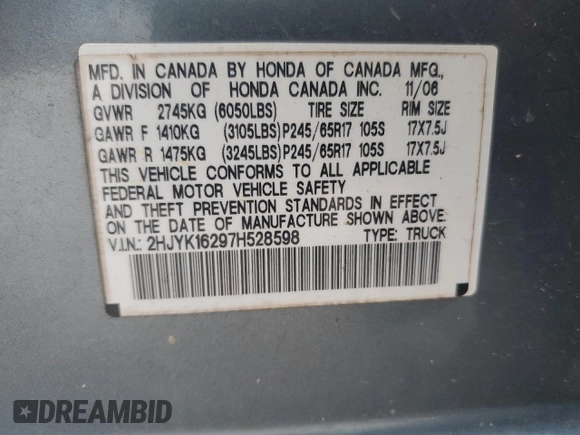 MFD. IN CANADA BY HONDA OF CANADA MFG.,
A DIVISION OF HONDA CANADA INC. 11/06
GVWR 2745KG (6050LBS) TIRE SIZE RIM SIZE
GAWR F 1410KG (3105LBS) P245/65R17 105S 17X7.5J
GAWR R 1475KG (3245LBS) P245/65R17 105S 17X7.5J
THIS VEHICLE CONFORMS TO ALL APPLICABLE
FEDERAL MOTOR VEHICLE SAFETY
AND THEFT PREVENTION STANDARDS IN EFFECT
ON THE DATE OF MANUFACTURE SHOWN ABOVE.
V.I.N.: 2HJYK16297H528598 TYPE: TRUCK
DREAMBID